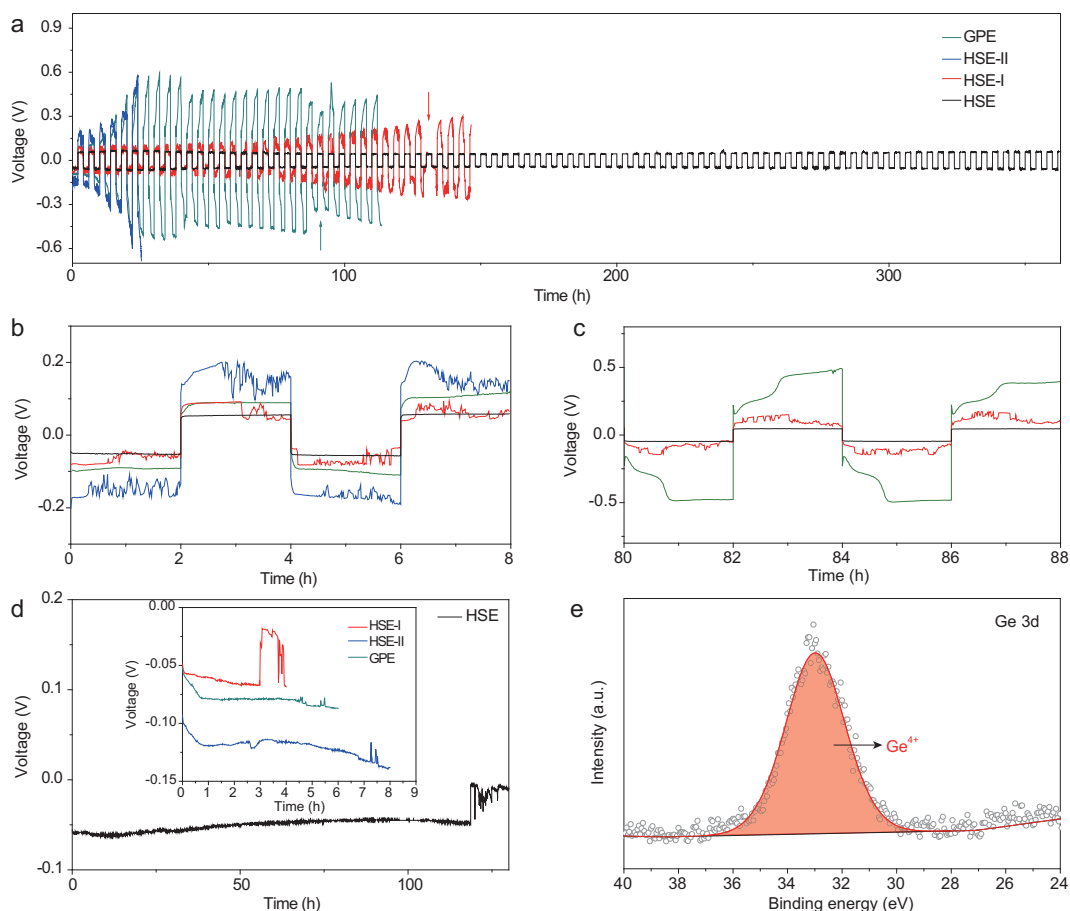 a
0.9
0.6
0.3
0.0
-0.3
-0.6
Voltage (V)
GPE
HSE-II
HSE-I
HSE
0
100
200
300
Time (h)
b
0.2
0.0
-0.2
Voltage (V)
0
2
4
6
8
Time (h)
c
0.5
0.0
-0.5
Voltage (V)
80
82
84
86
88
Time (h)
d
0.2
0.1
0.0
-0.1
Voltage (V)
HSE
0.00
-0.05
-0.10
-0.15
Voltage (V)
HSE-I
HSE-II
GPE
0 1 2 3 4 5 6 7 8 9
Time (h)
0
50
100
Time (h)
e
Ge 3d
Intensity (a.u.)
Ge4+
40 38 36 34 32 30 28 26 24
Binding energy (eV)